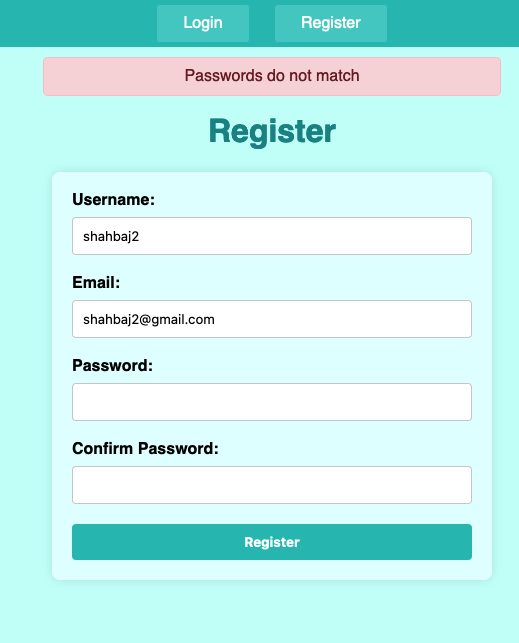 Login
Register
Passwords do not match
Register
Username:
shahbaj2
Email:
shahbaj2@gmail.com
Password:
Confirm Password:
Register